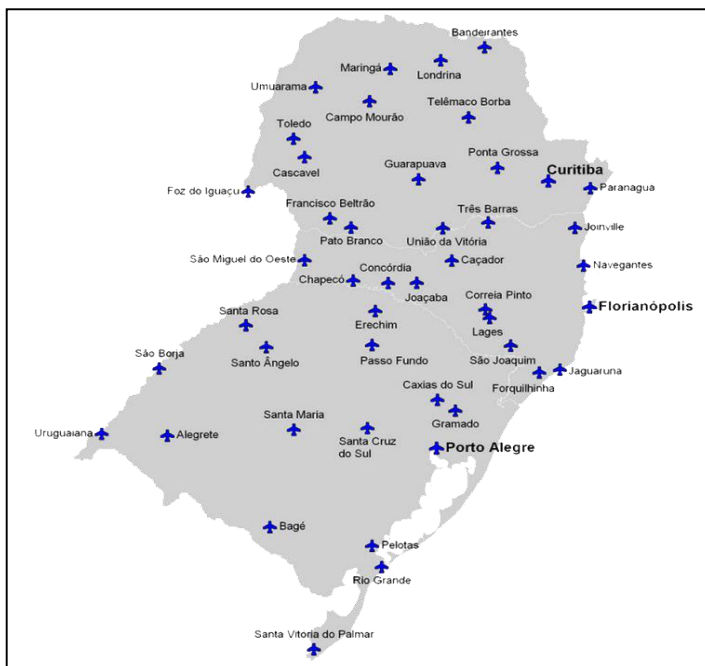 Bandeirantes
Maringá
Londrina
Umuarama
Campo Mourão
Telêmaco Borba
Toledo
Cascavel
Guarapuava
Ponta Grossa
Curitiba
Foz do Iguaçu
Paranagua
Francisco Beltrão
Pato Branco
Três Barras
União da Vitória
Joinville
São Miguel do Oeste
Caçador
Navegantes
Chapecó
Concórdia
Joaçaba
Correia Pinto
Florianópolis
Santa Rosa
Erechim
Lages
São Borja
Santo Ângelo
Passo Fundo
São Joaquim
Jaguaruna
Forquilhinha
Caxias do Sul
Gramado
Uruguaiana
Alegrete
Santa Maria
Santa Cruz
do Sul
Porto Alegre
Bagé
Pelotas
Rio Grande
Santa Vitoria do Palmar